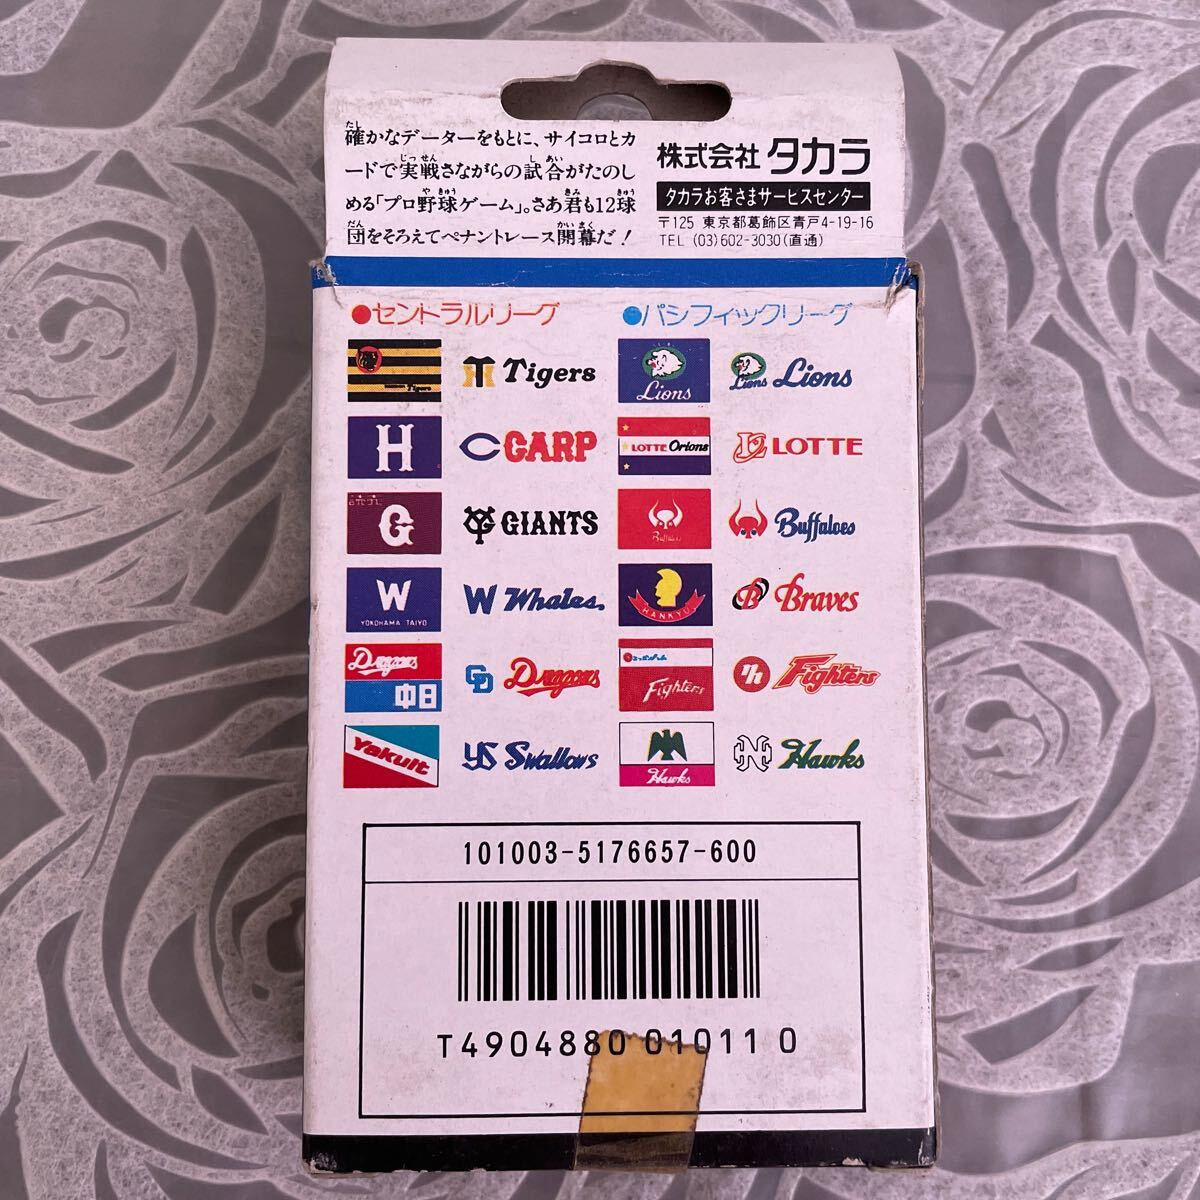 確かなデーターをもとに、サイコロとカ
ードで実戦さながらの試合がたのし
める「プロ野球ゲーム」。さあ君も12球
団をそろえてペナントレース開幕だ！
株式会社 タカラ
タカラお客さまサービスセンター
〒125 東京都葛飾区青戸4-19-16
TEL (03)602-3030(直通)
●セントラルリーグ
Tigers
H
C CARP
G
GIANTS
W
YOKOHAMA TAIYO
W Whales.
Dragons
中日
CD Dragons
Yakult
YS Swallows
●パシフィックリーグ
Lions
Lions Lions
LOTTE Orions
LOTTE
Buffaloes
Buffaloes
HANKYU
B Braves
Fighters
Fighters
Hawks
Hawks
101003-5176657-600
T4904880 01011 0